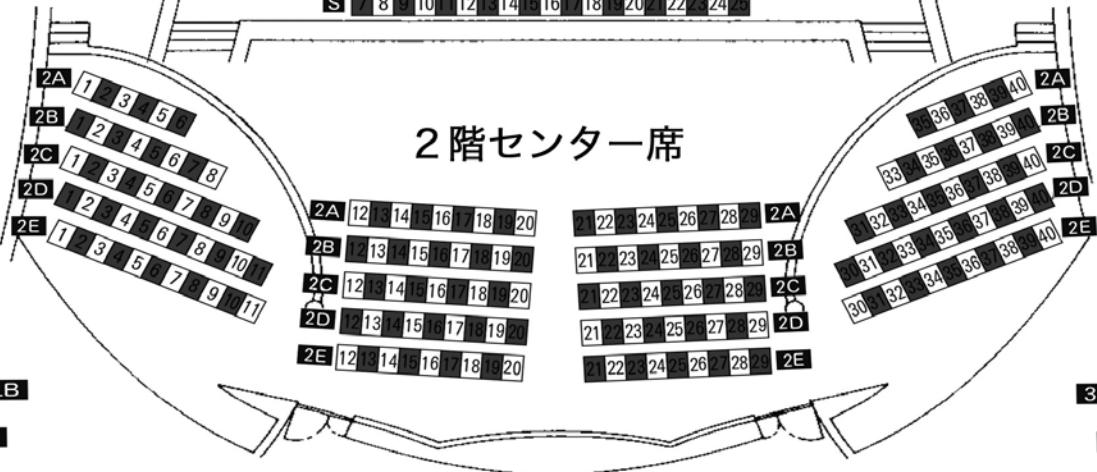 S 7 8 9 10 11 12 13 14 15 16 17 18 19 20 21 22 23 24 25
2階センター席
2A 1 2 3 4 5 6
2B 1 2 3 4 5 6 7 8
2C 1 2 3 4 5 6 7 8 9 10
2D 1 2 3 4 5 6 7 8 9 10 11
2E 1 2 3 4 5 6 7 8 9 10 11
2A 12 13 14 15 16 17 18 19 20
2B 12 13 14 15 16 17 18 19 20
2C 12 13 14 15 16 17 18 19 20
2D 12 13 14 15 16 17 18 19 20
2E 12 13 14 15 16 17 18 19 20
21 22 23 24 25 26 27 28 29 2A
21 22 23 24 25 26 27 28 29 2B
21 22 23 24 25 26 27 28 29 2C
21 22 23 24 25 26 27 28 29 2D
21 22 23 24 25 26 27 28 29 2E
35 36 37 38 39 40 2A
33 34 35 36 37 38 39 40 2B
31 32 33 34 35 36 37 38 39 40 2C
30 31 32 33 34 35 36 37 38 39 40 2D
30 31 32 33 34 35 36 37 38 39 40 2E
B
3